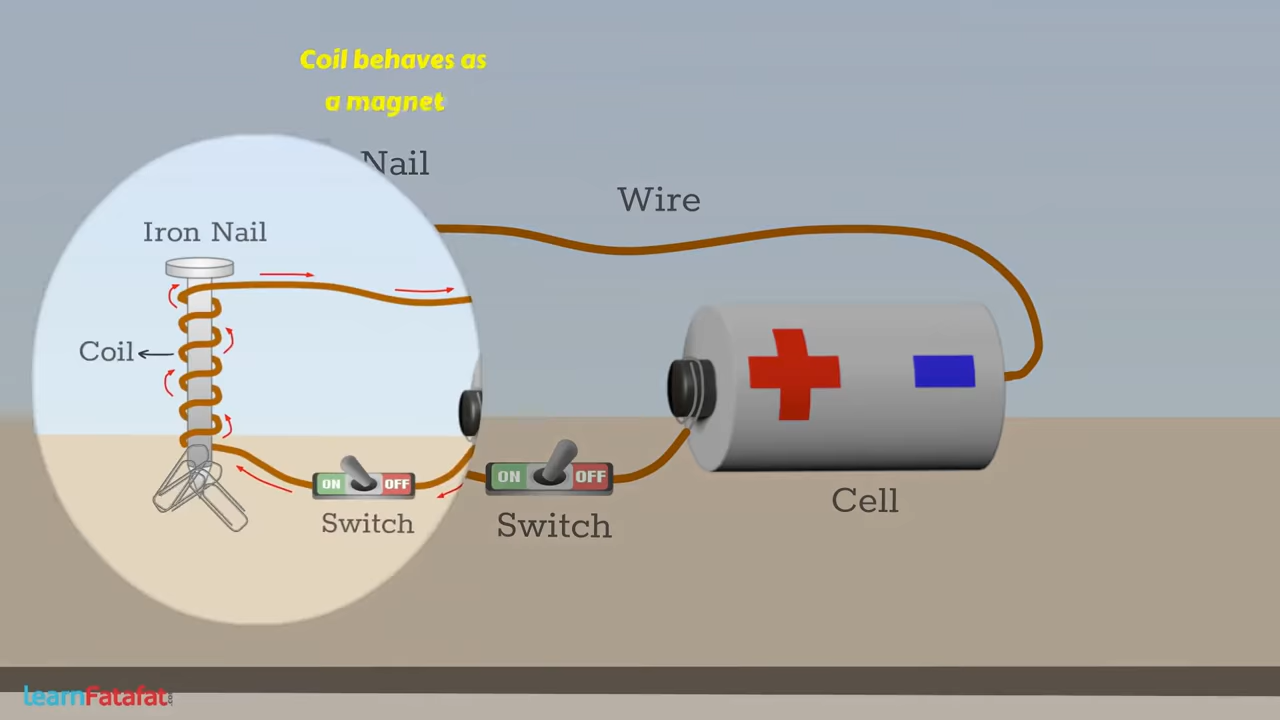 Coil behaves as
a magnet
Nail
Wire
Iron Nail
Coil
ON OFF
Switch
ON OFF
Switch
Cell
learnFatafat